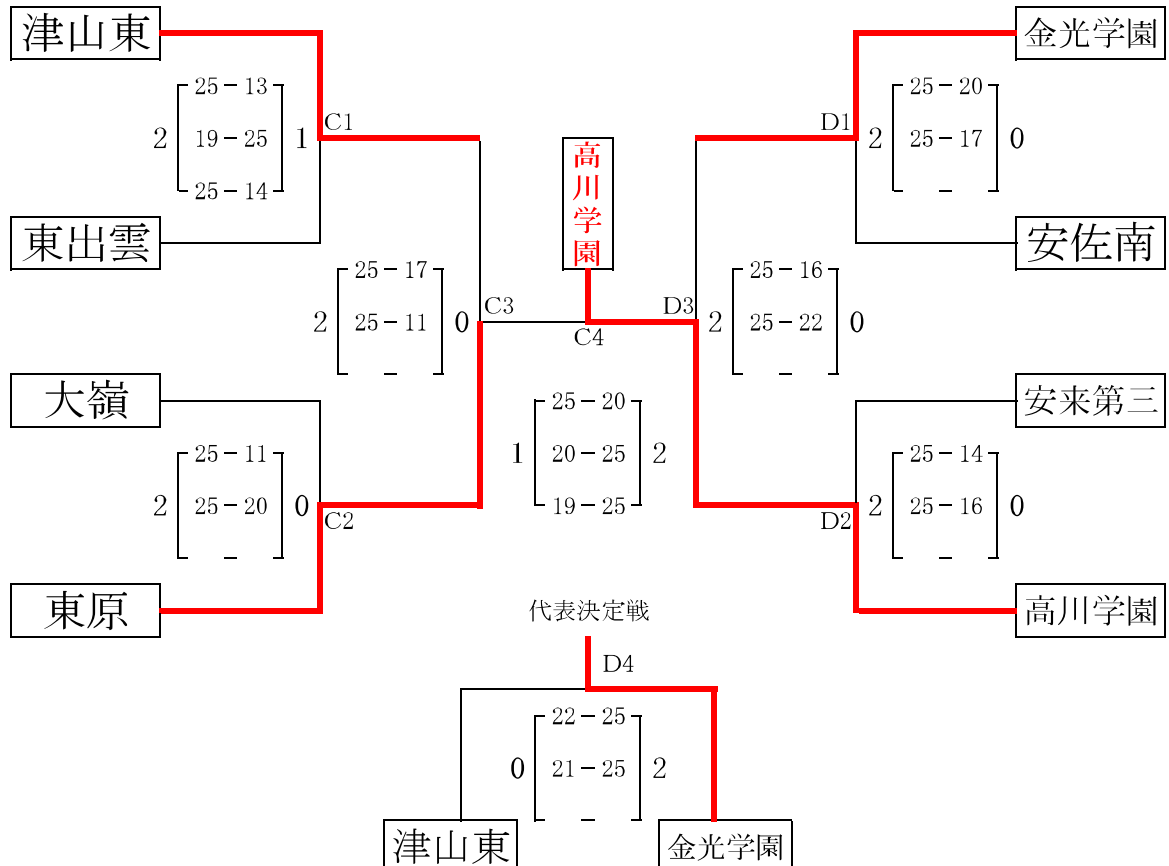 津山東
金光学園
25－13
2
19－25
1
25－14
C1
D1
25－20
2
25－17
0
－
高川学園
東出雲
安佐南
25－17
2
25－11
0
－
C3
D3
25－16
2
25－22
0
－
C4
大嶺
安来第三
25－20
1
20－25
2
19－25
25－11
2
25－20
0
－
C2
D2
25－14
2
25－16
0
－
東原
高川学園
代表決定戦
D4
22－25
0
21－25
2
－
津山東
金光学園